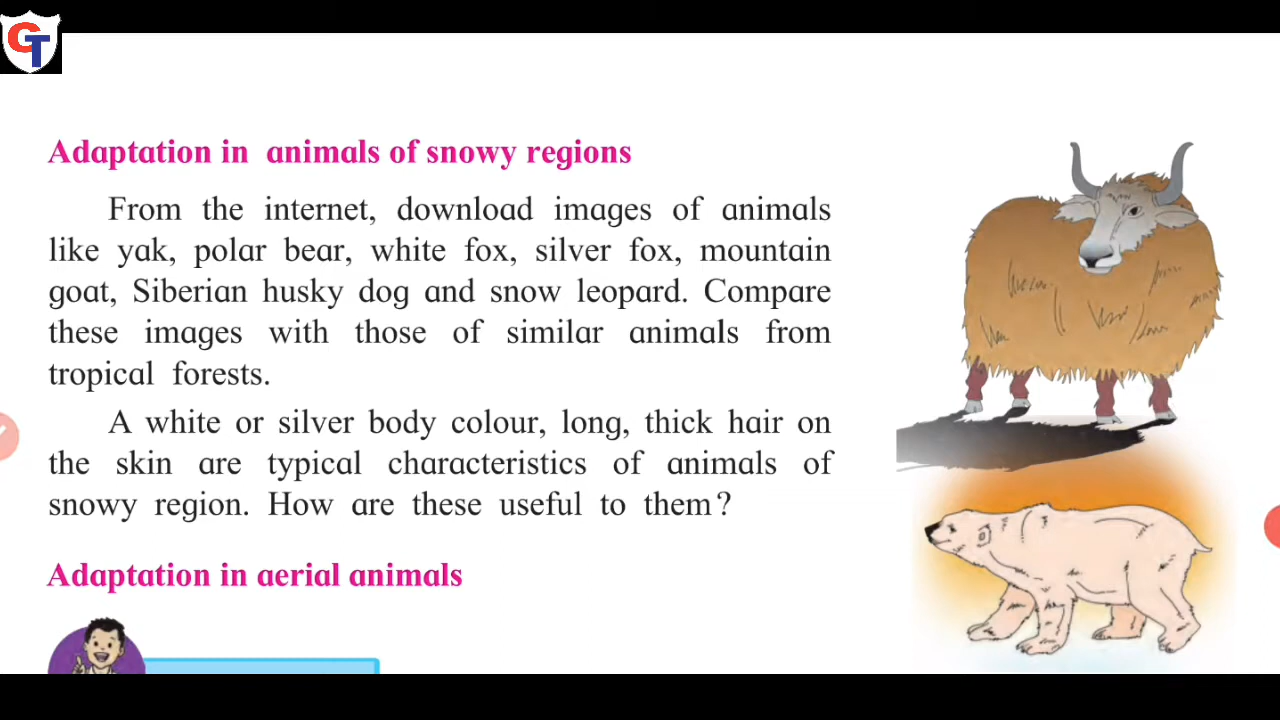 GT
Adaptation in animals of snowy regions
From the internet, download images of animals
like yak, polar bear, white fox, silver fox, mountain
goat, Siberian husky dog and snow leopard. Compare
these images with those of similar animals from
tropical forests.
A white or silver body colour, long, thick hair on
the skin are typical characteristics of animals of
snowy region. How are these useful to them?
Adaptation in aerial animals